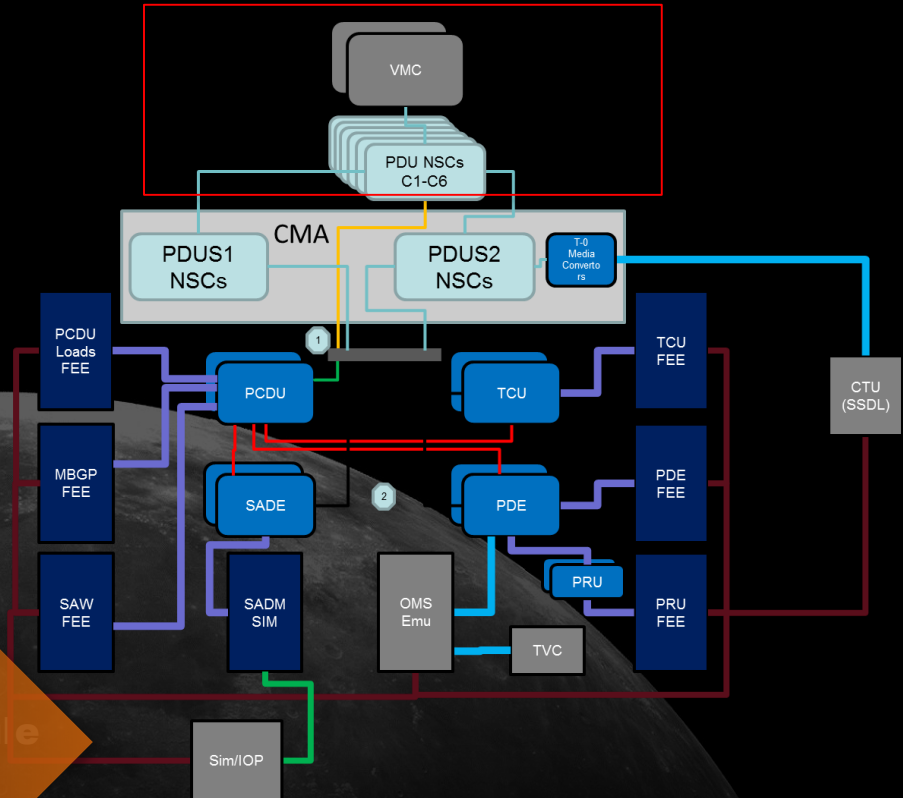 VMC
PDU NSCs
C1-C6
CMA
PDUS1
NSCs
PDUS2
NSCs
T-0
Media
Converto
rs
1
PCDU
Loads
FEE
PCDU
TCU
TCU
FEE
CTU
(SSDL)
MBGP
FEE
SADE
2
PDE
PDE
FEE
SAW
FEE
SADM
SIM
OMS
Emu
PRU
PRU
FEE
TVC
le
Sim/IOP